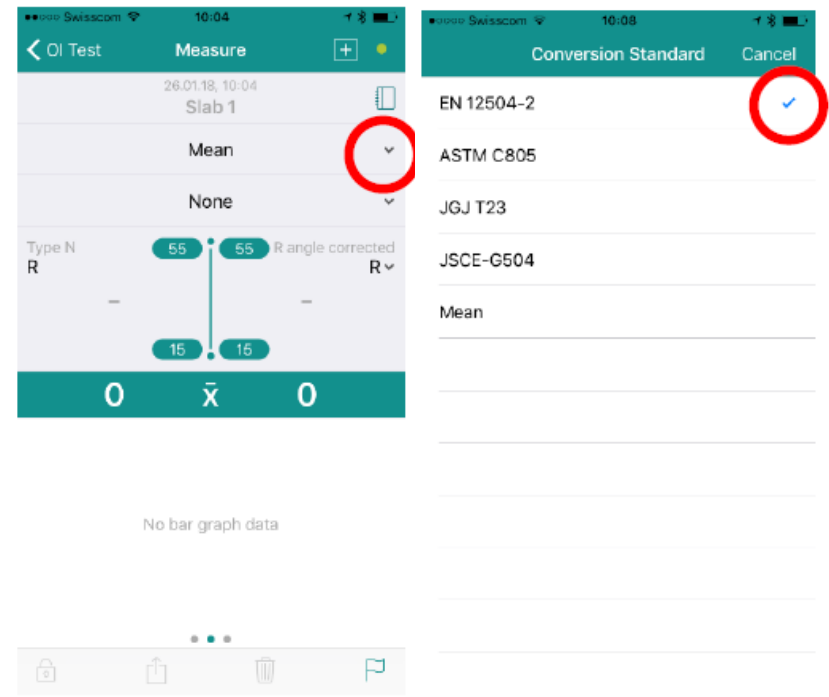 Swisscom 10:04
OI Test Measure
26.01.18, 10:04
Slab 1
Mean
None
Type N 55 55 R angle corrected
R R
– –
15 15
0 x̄ 0
No bar graph data
Swisscom 10:08
Conversion Standard Cancel
EN 12504-2
ASTM C805
JGJ T23
JSCE-G504
Mean